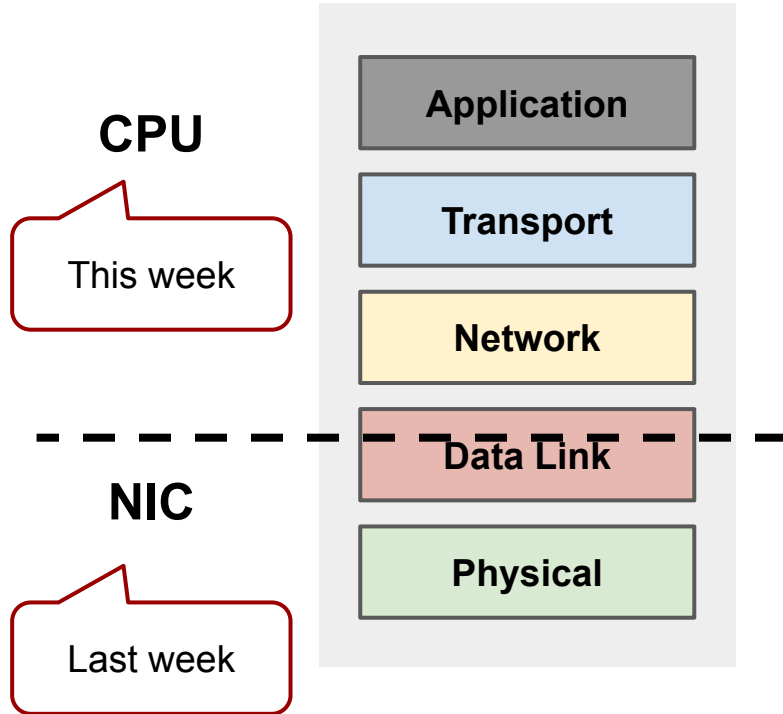 CPU
This week
NIC
Last week
Application
Transport
Network
Data Link
Physical